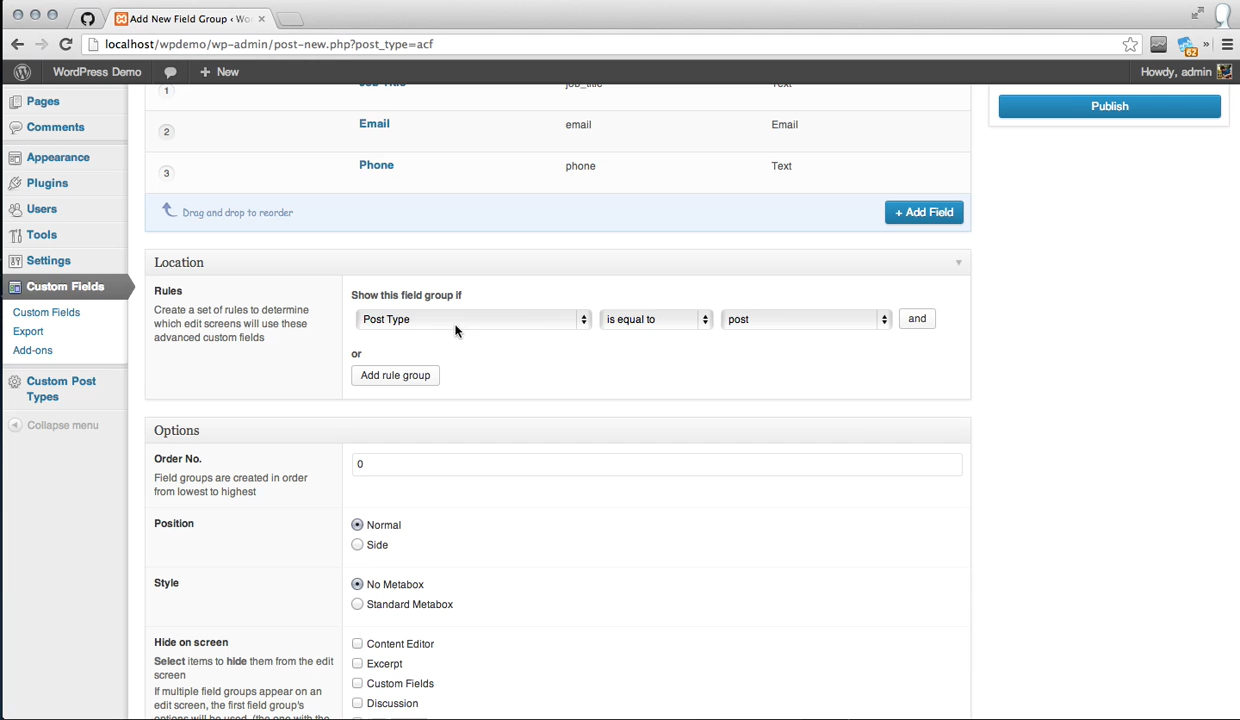 Add New Field Group ‹ Wo
localhost/wpdemo/wp-admin/post-new.php?post_type=acf
62
»
WordPress Demo
+ New
Howdy, admin
Pages
Comments
Appearance
Plugins
Users
Tools
Settings
Custom Fields
Custom Fields
Export
Add-ons
Custom Post
Types
Collapse menu
1 Job Title job_title Text
2 Email email Email
3 Phone phone Text
Drag and drop to reorder
+ Add Field
Publish
Location
Rules
Create a set of rules to determine
which edit screens will use these
advanced custom fields
Show this field group if
Post Type is equal to post and
or
Add rule group
Options
Order No.
Field groups are created in order
from lowest to highest
0
Position
Normal
Side
Style
No Metabox
Standard Metabox
Hide on screen
Select items to hide them from the edit
screen
If multiple field groups appear on an
edit screen, the first field group's
options will be used. (the one with the
Content Editor
Excerpt
Custom Fields
Discussion